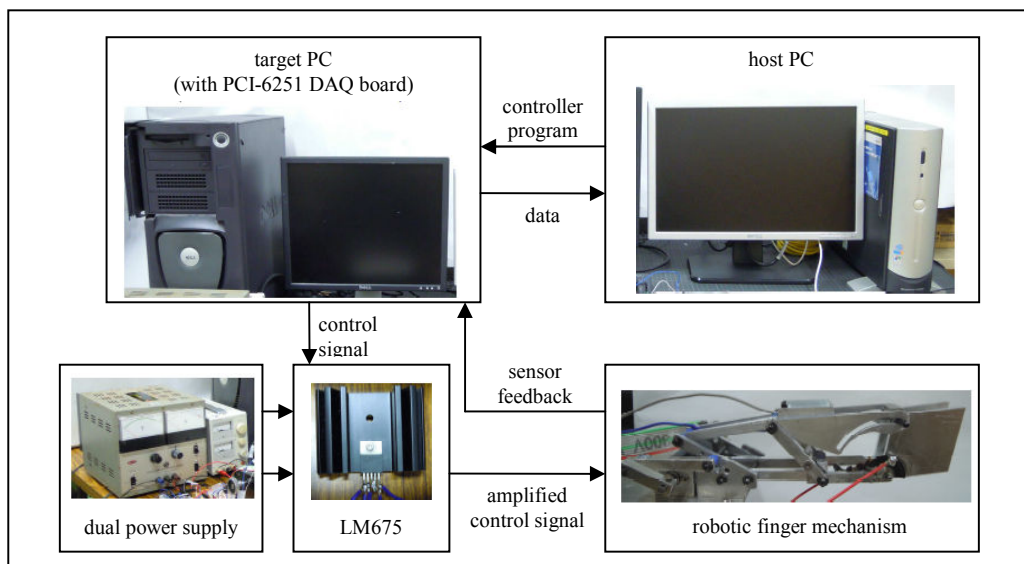 target PC
(with PCI-6251 DAQ board)
host PC
controller
program
data
control
signal
sensor
feedback
A00P
dual power supply
LM675
amplified
control signal
robotic finger mechanism